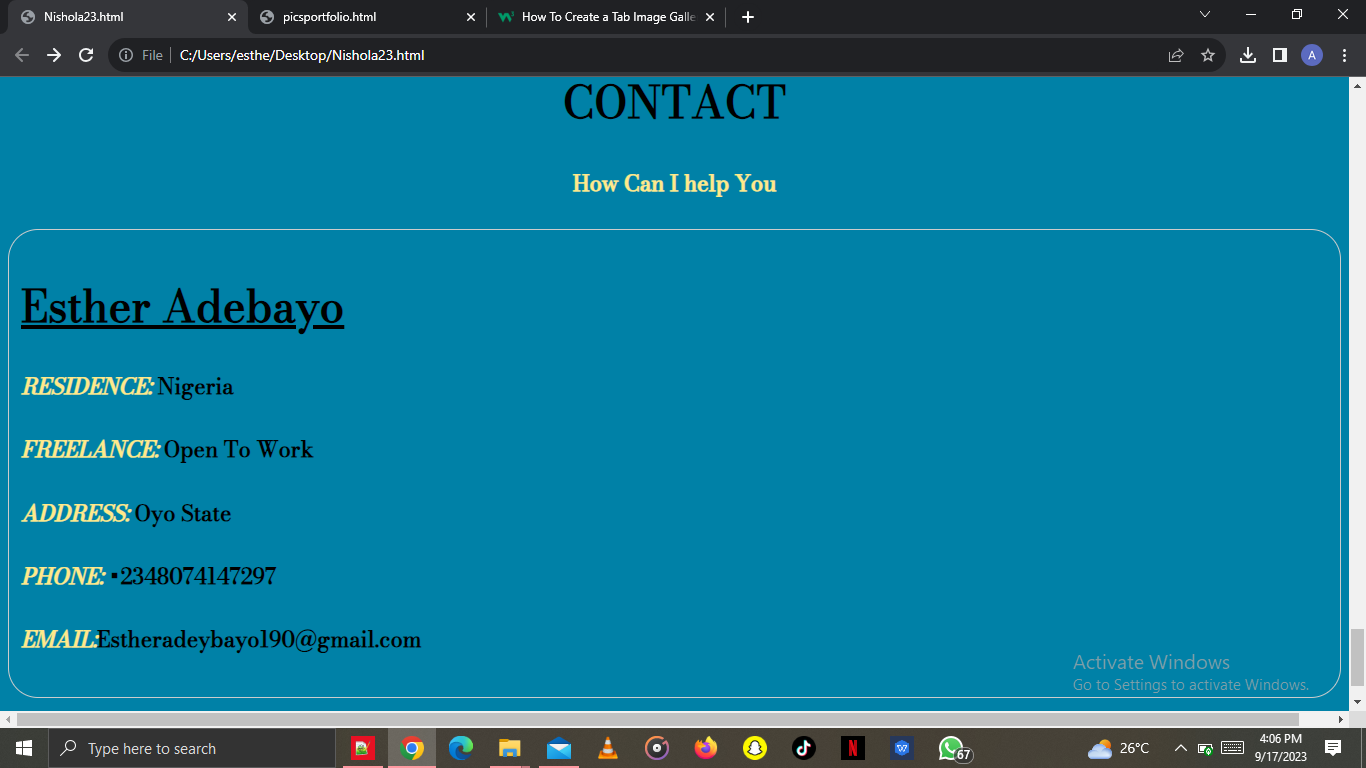 Nishola23.html
picsportfolio.html
How To Create a Tab Image Galle
File
C:/Users/esthe/Desktop/Nishola23.html
A
CONTACT
How Can I help You
Esther Adebayo
RESIDENCE: Nigeria
FREELANCE: Open To Work
ADDRESS: Oyo State
PHONE: +2348074147297
EMAIL:Estheradeybayo190@gmail.com
Activate Windows
Go to Settings to activate Windows.
Type here to search
67
26°C
4:06 PM
9/17/2023